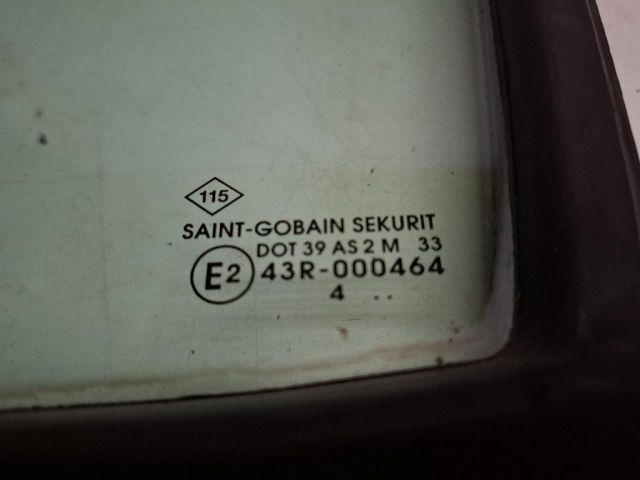 115
SAINT-GOBAIN SEKURIT
DOT 39 AS 2 M 33
E2 43R-000464
4 ..